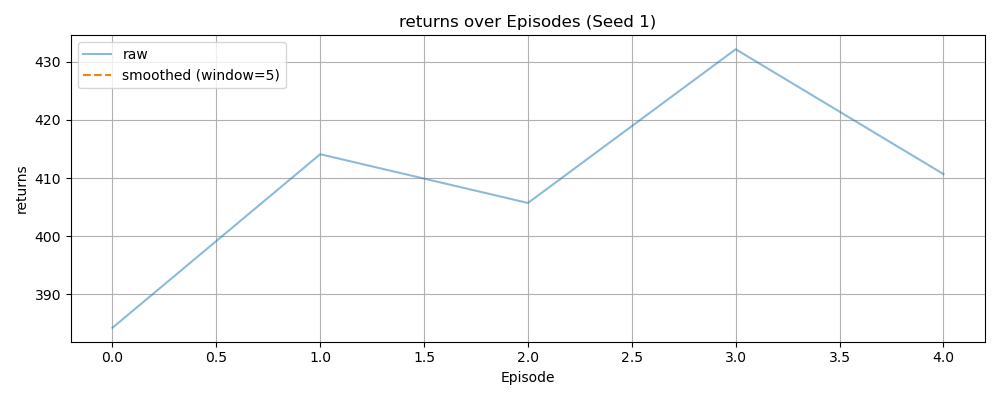 returns over Episodes (Seed 1)
raw
smoothed (window=5)
returns
430
420
410
400
390
0.0 0.5 1.0 1.5 2.0 2.5 3.0 3.5 4.0
Episode